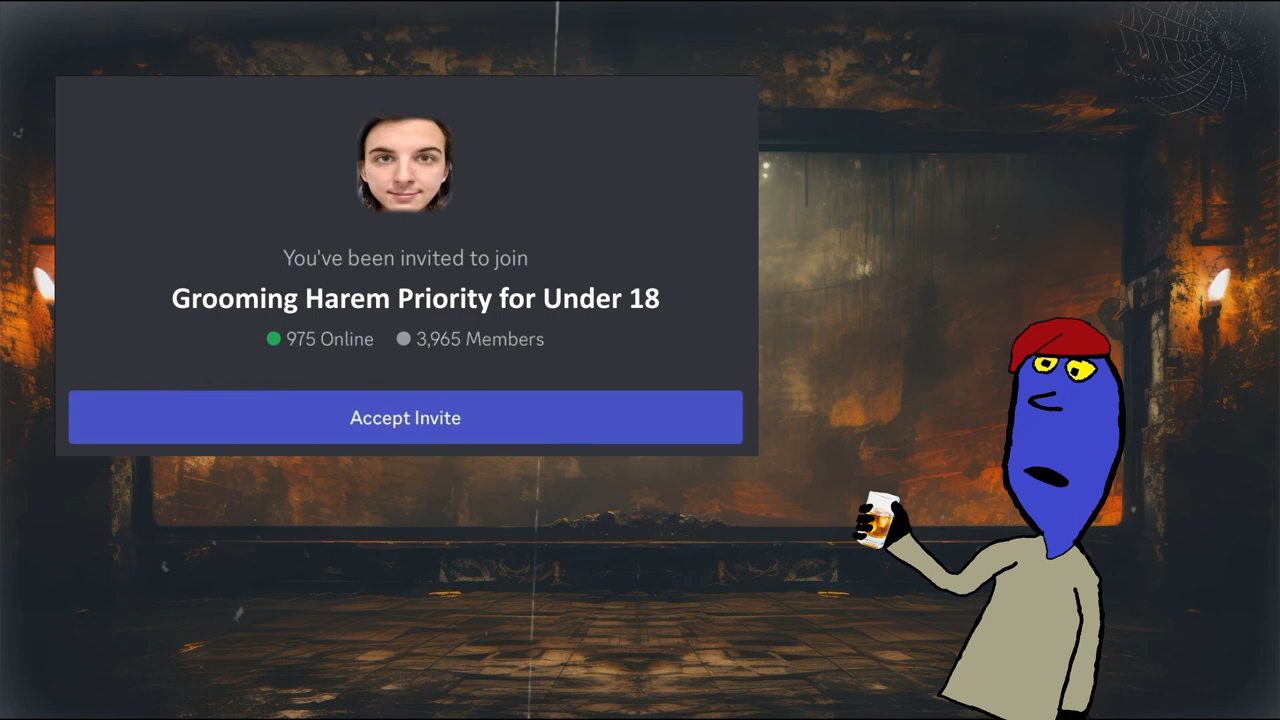 You've been invited to join
Grooming Harem Priority for Under 18
975 Online 3,965 Members
Accept Invite